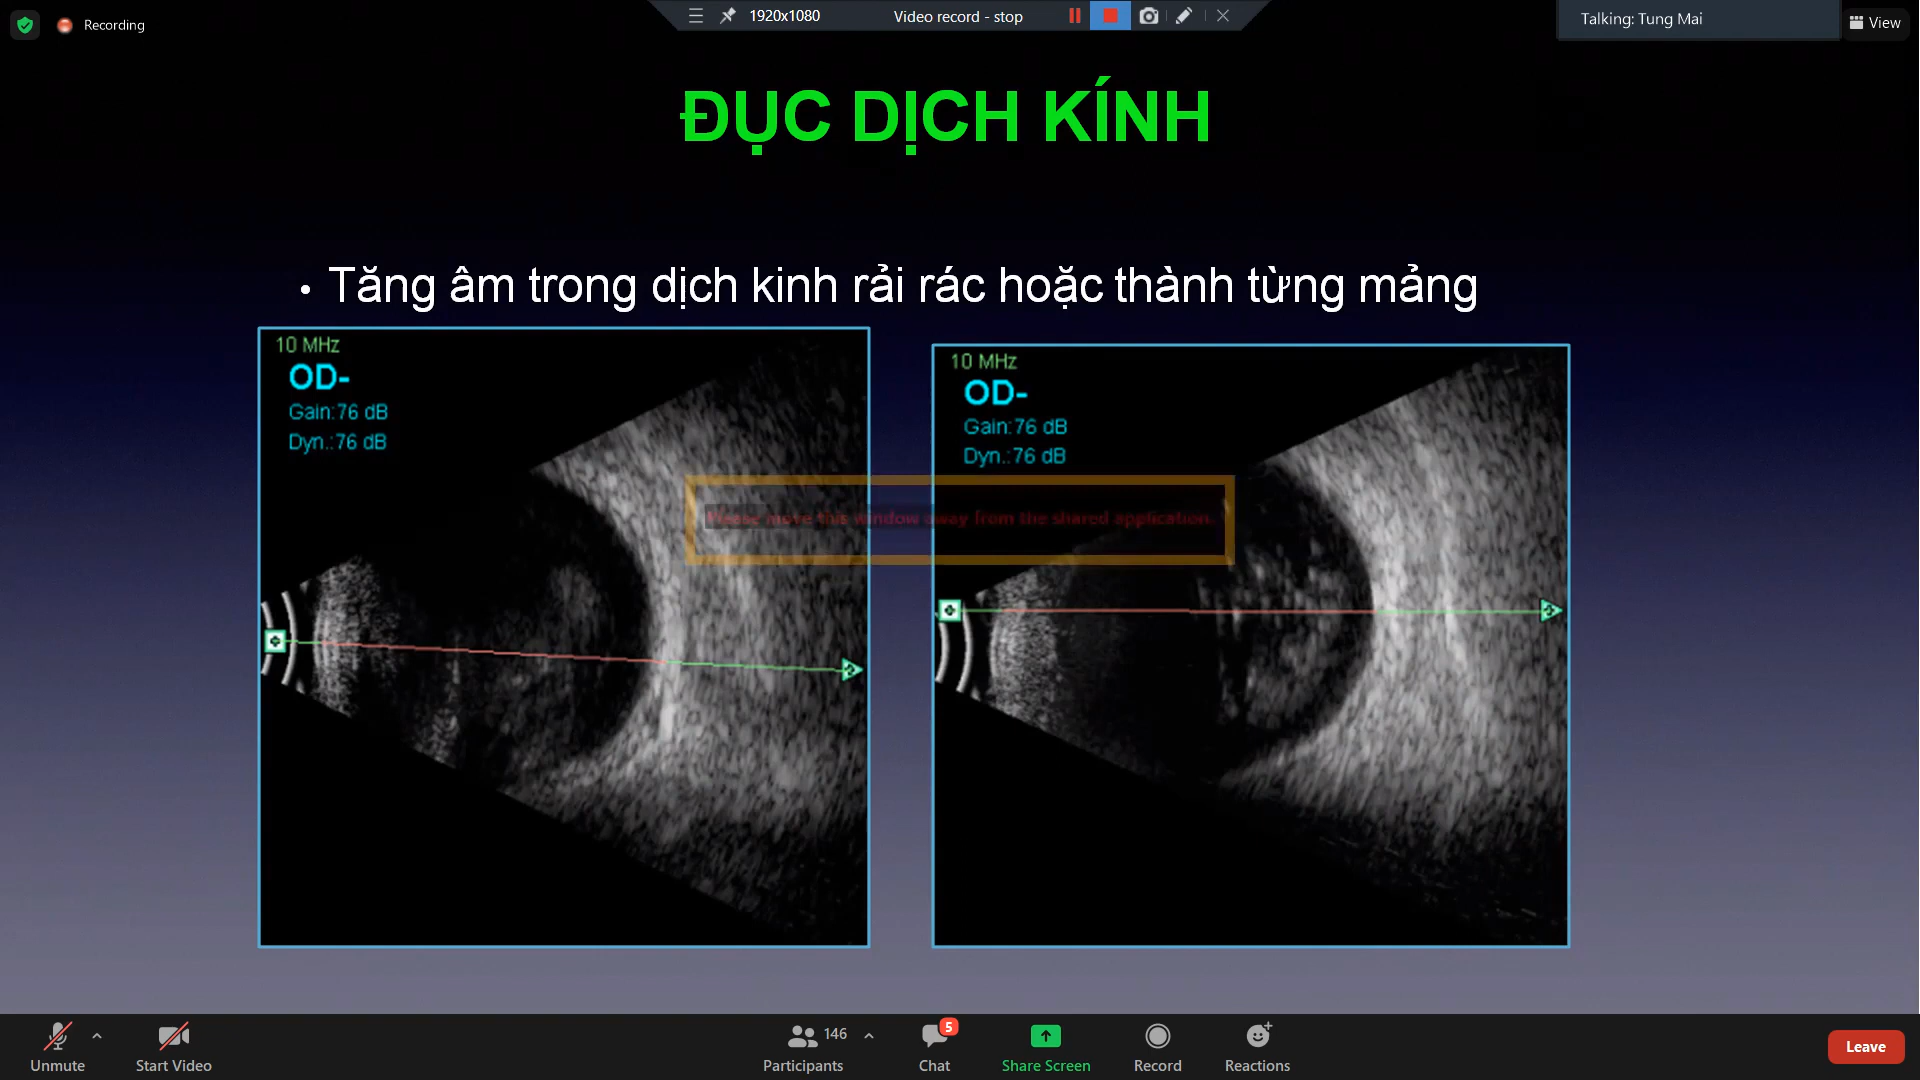 Recording
1920x1080
Video record - stop
Talking: Tung Mai
View
ĐỤC DỊCH KÍNH
• Tăng âm trong dịch kinh rải rác hoặc thành từng mảng
10 MHz
OD-
Gain:76 dB
Dyn.:76 dB
10 MHz
OD-
Gain:76 dB
Dyn.:76 dB
Please move this window away from the shared application.
Unmute
Start Video
146
Participants
5
Chat
Share Screen
Record
Reactions
Leave